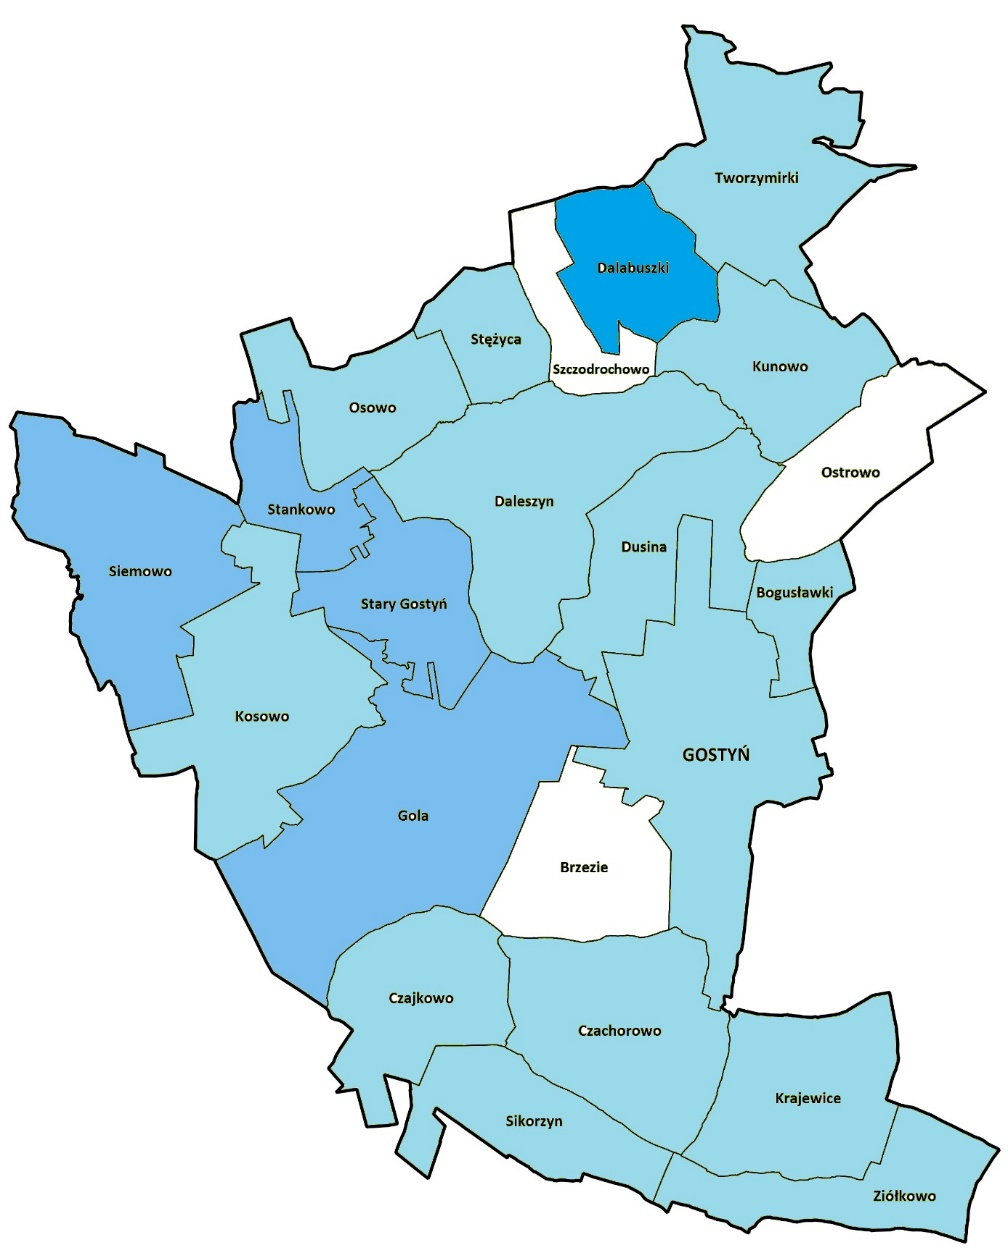 Tworzymirki
Dalabuszki
Stężyca
Szczodrochowo
Kunowo
Osowo
Ostrowo
Daleszyn
Stankowo
Dusina
Siemowo
Bogusławki
Stary Gostyń
Kosowo
GOSTYŃ
Gola
Brzezie
Czajkowo
Czachorowo
Krajewice
Sikorzyn
Ziółkowo